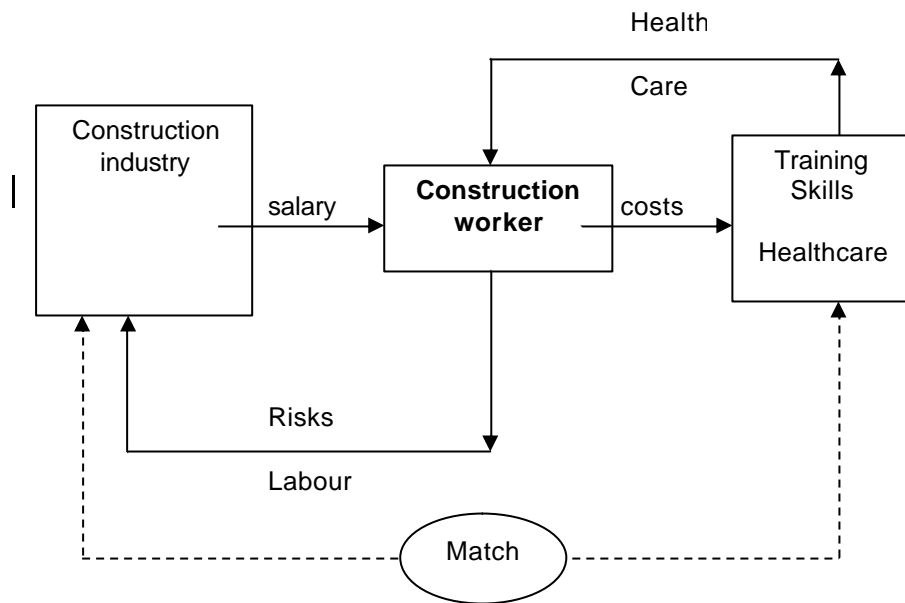 Health
Care
Construction
industry
Training
Skills
Healthcare
salary
Construction
worker
costs
Risks
Labour
Match